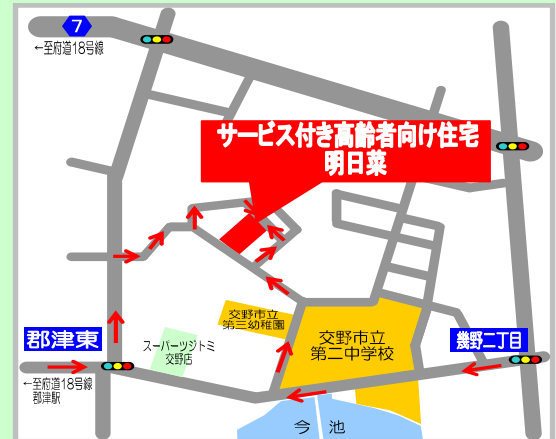 7
←至府道18号線
サービス付き高齢者向け住宅
明日菜
交野市立
第三幼稚園
郡津東
スーパーツジトミ
交野店
交野市立
第二中学校
幾野二丁目
←至府道18号線
郡津駅
今 池